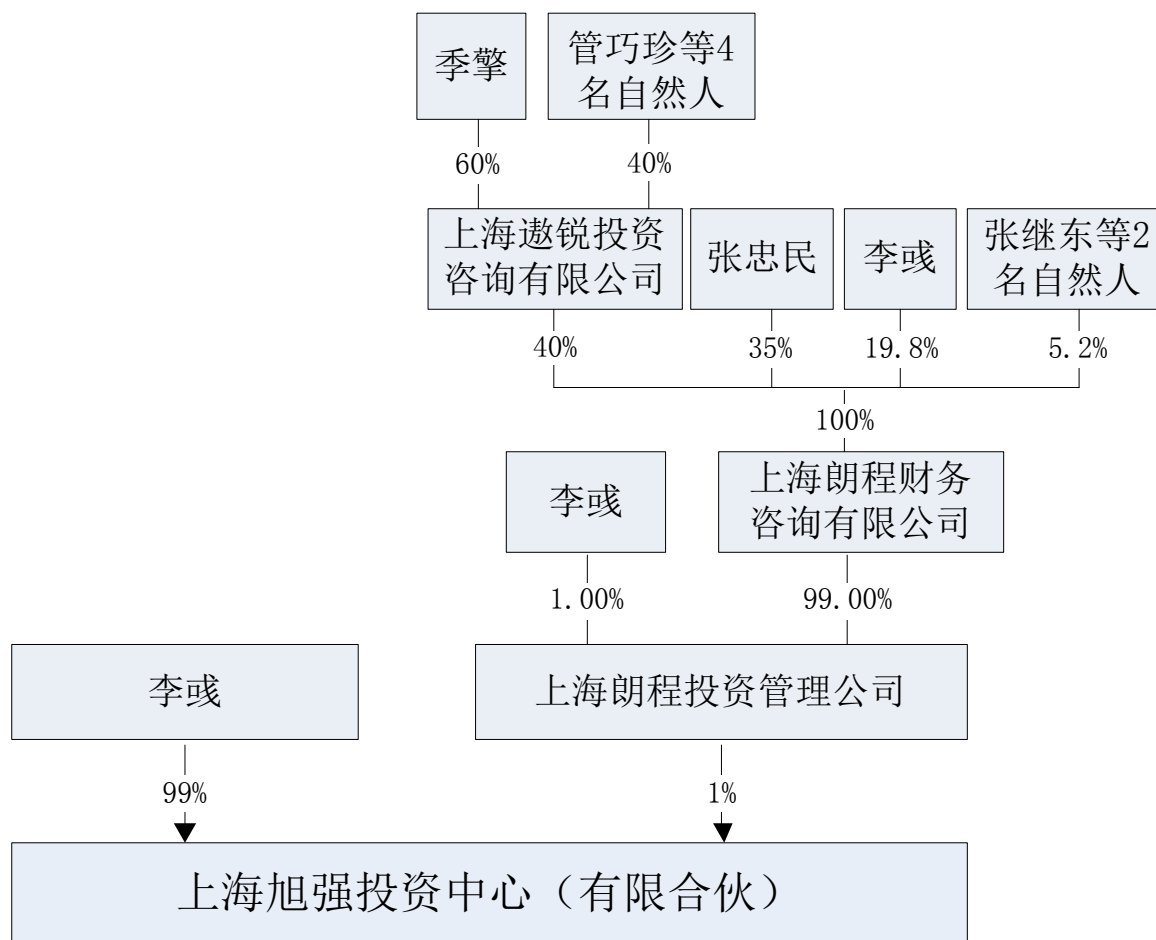 季擎
管巧珍等4
名自然人
60%
40%
上海遨锐投资
咨询有限公司
张忠民
李彧
张继东等2
名自然人
40%
35%
19.8%
5.2%
100%
李彧
上海朗程财务
咨询有限公司
1.00%
99.00%
李彧
上海朗程投资管理公司
99%
1%
上海旭强投资中心（有限合伙）